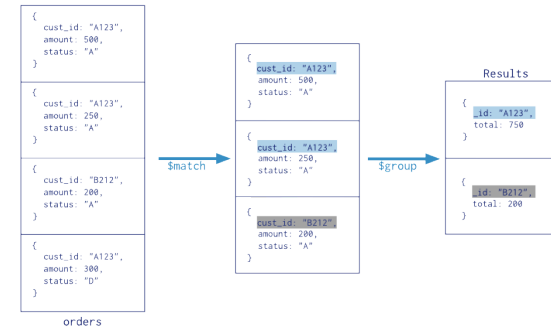 {
cust_id: "A123",
amount: 500,
status: "A"
}
{
cust_id: "A123",
amount: 250,
status: "A"
}
{
cust_id: "B212",
amount: 200,
status: "A"
}
{
cust_id: "A123",
amount: 300,
status: "D"
}
orders
$match
{
cust_id: "A123",
amount: 500,
status: "A"
}
{
cust_id: "A123",
amount: 250,
status: "A"
}
{
cust_id: "B212",
amount: 200,
status: "A"
}
$group
Results
{
_id: "A123",
total: 750
}
{
_id: "B212",
total: 200
}